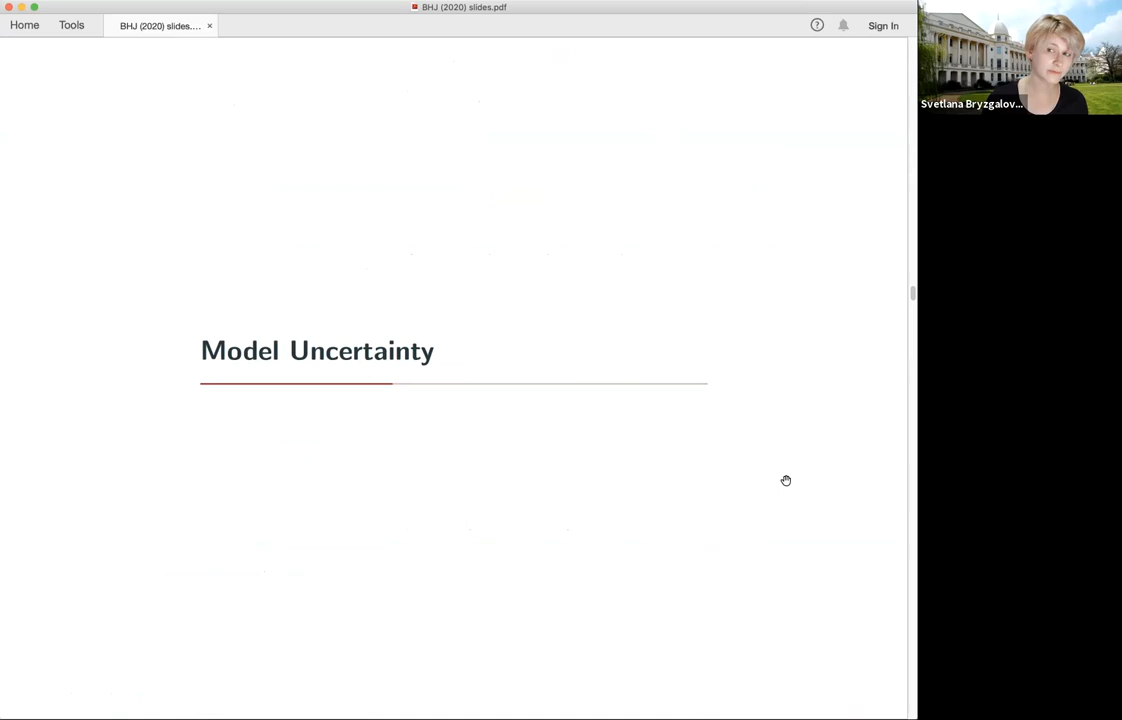 BHJ (2020) slides.pdf
Home Tools BHJ (2020) slides.... × ? Sign In
Svetlana Bryzgalov...
Model Uncertainty